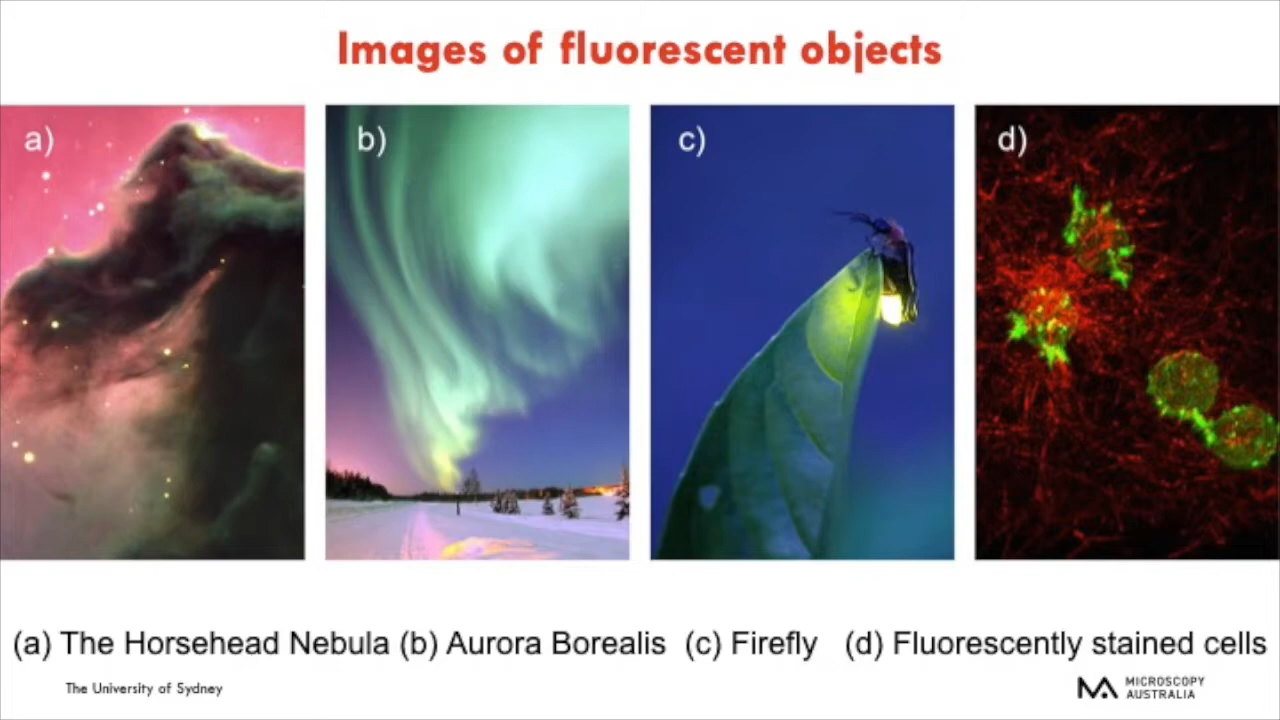 Images of fluorescent objects
a)
b)
c)
d)
(a) The Horsehead Nebula (b) Aurora Borealis (c) Firefly (d) Fluorescently stained cells
The University of Sydney
MICROSCOPY
AUSTRALIA